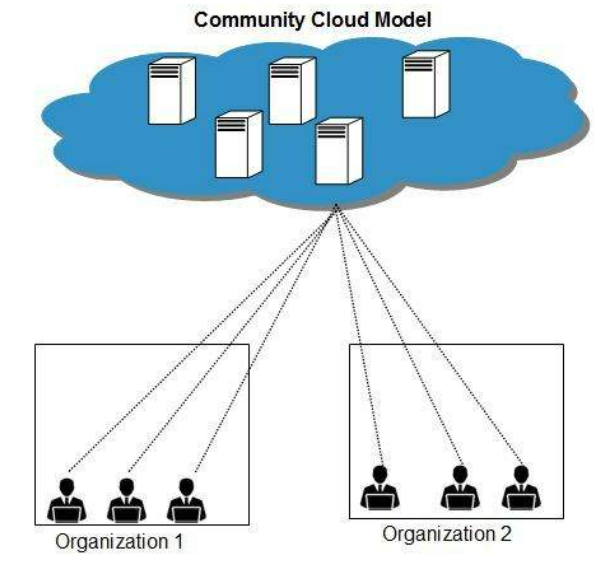 Community Cloud Model
Organization 1
Organization 2